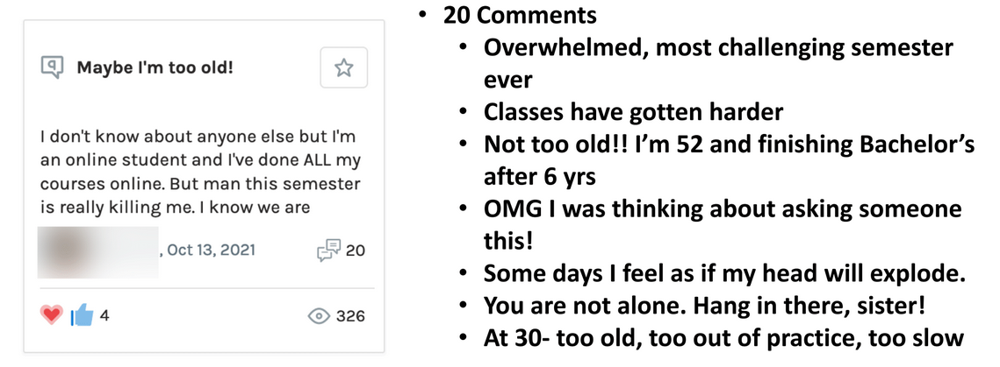 Maybe I'm too old!
I don't know about anyone else but I'm
an online student and I've done ALL my
courses online. But man this semester
is really killing me. I know we are
, Oct 13, 2021
20
4
326
• 20 Comments
• Overwhelmed, most challenging semester
ever
• Classes have gotten harder
• Not too old!! I’m 52 and finishing Bachelor’s
after 6 yrs
• OMG I was thinking about asking someone
this!
• Some days I feel as if my head will explode.
• You are not alone. Hang in there, sister!
• At 30- too old, too out of practice, too slow